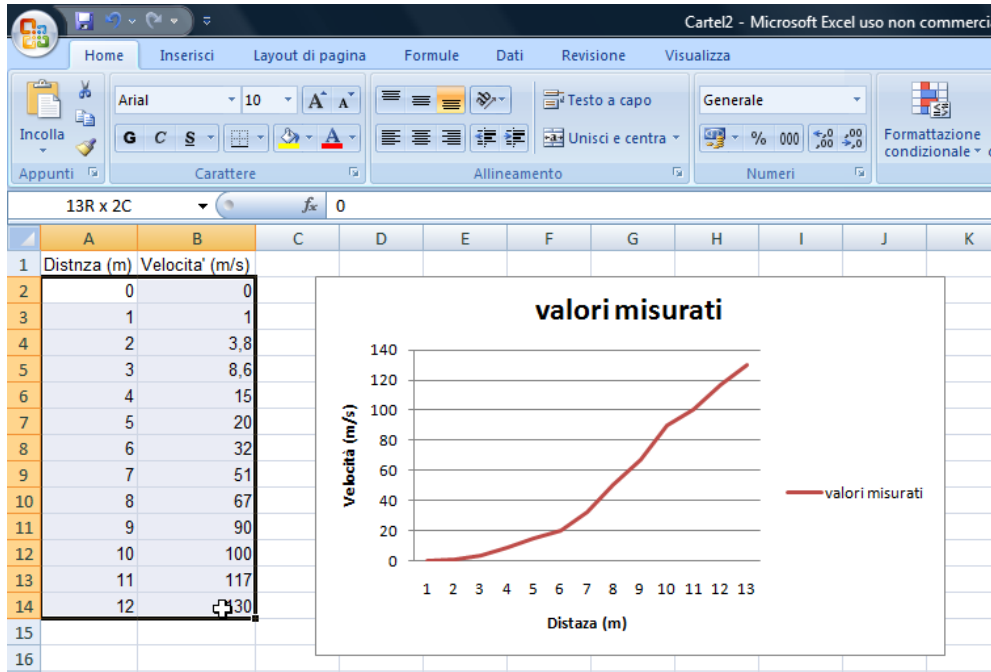 Cartel2 - Microsoft Excel uso non commerci
Home Inserisci Layout di pagina Formule Dati Revisione Visualizza
Incolla
Arial 10 A A
G C S A
Testo a capo
Unisci e centra
Generale
% 000 ,0 ,00 ,00 ,0
Formattazione
condizionale
Appunti Carattere Allineamento Numeri
13R x 2C fx 0
A B C D E F G H I J K
1 Distnza (m) Velocita' (m/s)
2 0 0
3 1 1
4 2 3,8
5 3 8,6
6 4 15
7 5 20
8 6 32
9 7 51
10 8 67
11 9 90
12 10 100
13 11 117
14 12 130
15
16
valori misurati
140
120
100
80
60
40
20
0
Velocità (m/s)
1 2 3 4 5 6 7 8 9 10 11 12 13
Distaza (m)
valori misurati